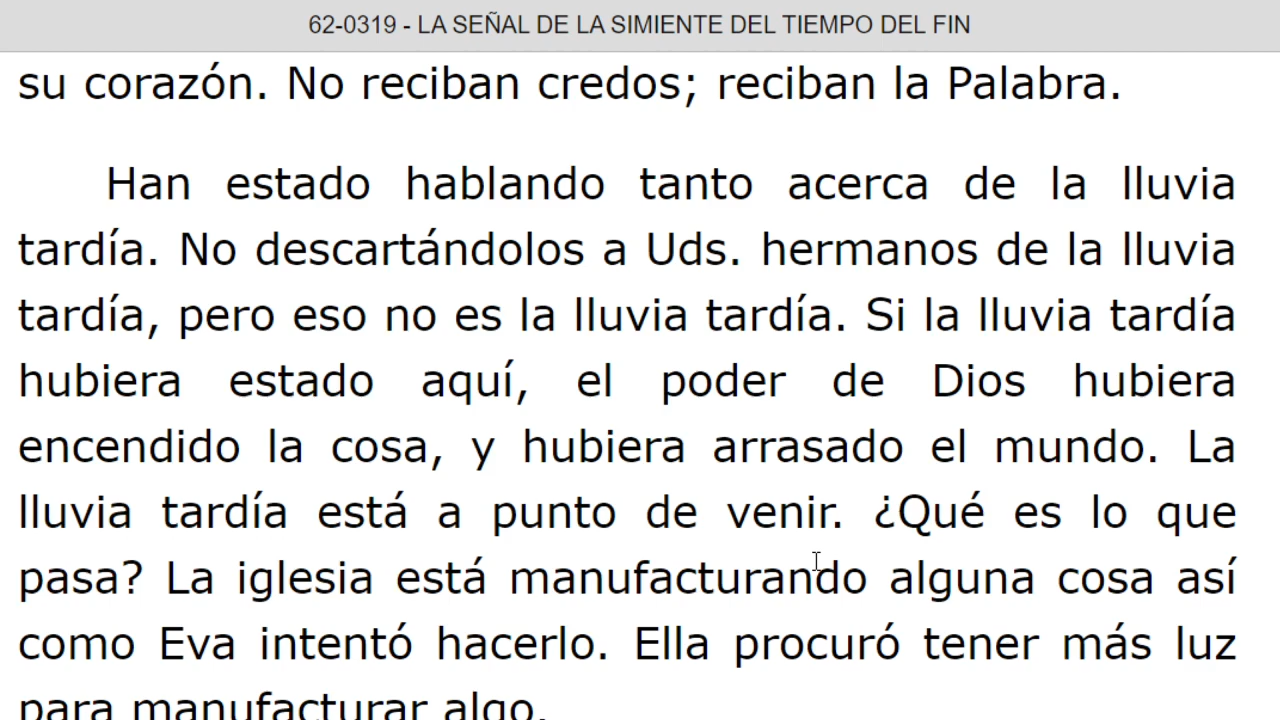 62-0319 - LA SEÑAL DE LA SIMIENTE DEL TIEMPO DEL FIN
su corazón. No reciban credos; reciban la Palabra.
Han estado hablando tanto acerca de la lluvia
tardía. No descartándolos a Uds. hermanos de la lluvia
tardía, pero eso no es la lluvia tardía. Si la lluvia tardía
hubiera estado aquí, el poder de Dios hubiera
encendido la cosa, y hubiera arrasado el mundo. La
lluvia tardía está a punto de venir. ¿Qué es lo que
pasa? La iglesia está manufacturando alguna cosa así
como Eva intentó hacerlo. Ella procuró tener más luz
para manufacturar algo.